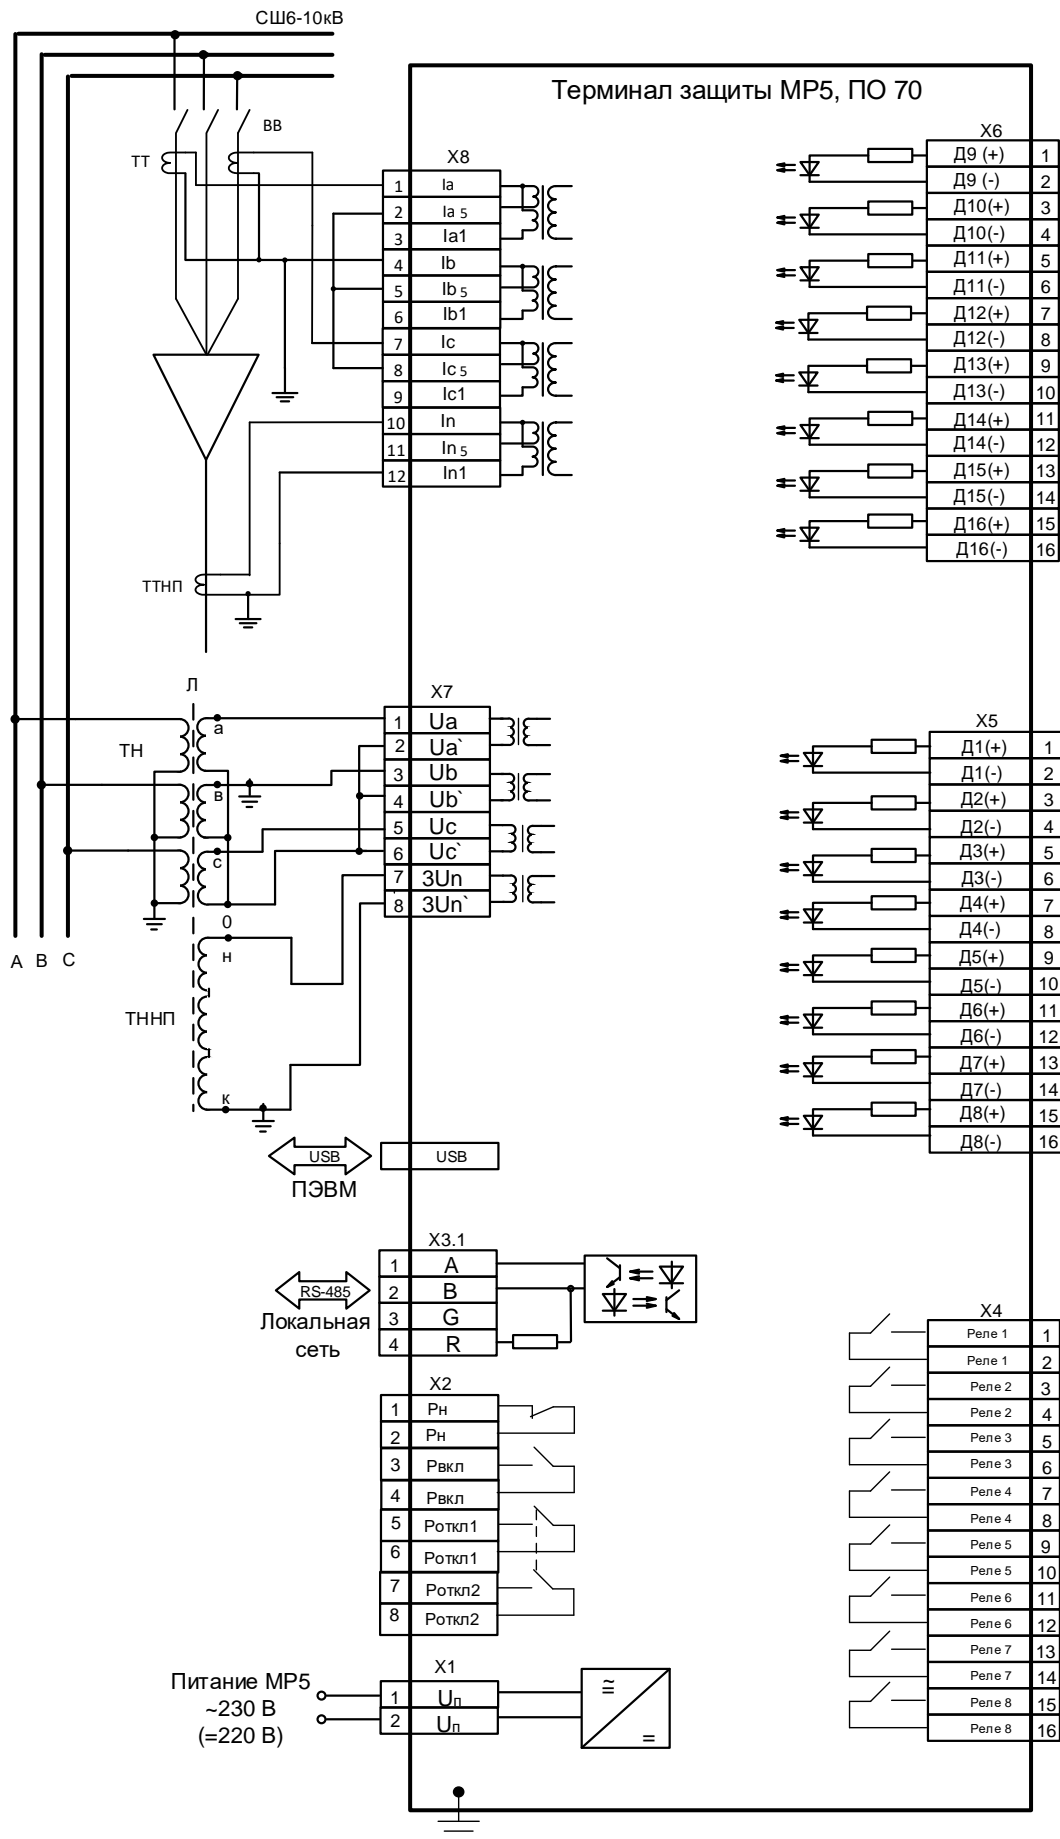 СШ6-10кВ
Терминал защиты МР5, ПО 70
ВВ
ТТ
X8
1 Ia
2 Ia 5
3 Ia1
4 Ib
5 Ib 5
6 Ib1
7 Ic
8 Ic 5
9 Ic1
10 In
11 In 5
12 In1
ТТНП
X6
Д9 (+) 1
Д9 (-) 2
Д10(+) 3
Д10(-) 4
Д11(+) 5
Д11(-) 6
Д12(+) 7
Д12(-) 8
Д13(+) 9
Д13(-) 10
Д14(+) 11
Д14(-) 12
Д15(+) 13
Д15(-) 14
Д16(+) 15
Д16(-) 16
Л
ТН
а
в
с
0
н
ТННП
к
А В С
X7
1 Ua
2 Ua`
3 Ub
4 Ub`
5 Uc
6 Uc`
7 3Un
8 3Un`
X5
Д1(+) 1
Д1(-) 2
Д2(+) 3
Д2(-) 4
Д3(+) 5
Д3(-) 6
Д4(+) 7
Д4(-) 8
Д5(+) 9
Д5(-) 10
Д6(+) 11
Д6(-) 12
Д7(+) 13
Д7(-) 14
Д8(+) 15
Д8(-) 16
USB
USB
ПЭВМ
X3.1
1 A
2 B
3 G
4 R
RS-485
Локальная
сеть
X2
1 Рн
2 Рн
3 Рвкл
4 Рвкл
5 Роткл1
6 Роткл1
7 Роткл2
8 Роткл2
X4
Реле 1 1
Реле 1 2
Реле 2 3
Реле 2 4
Реле 3 5
Реле 3 6
Реле 4 7
Реле 4 8
Реле 5 9
Реле 5 10
Реле 6 11
Реле 6 12
Реле 7 13
Реле 7 14
Реле 8 15
Реле 8 16
X1
1 Uп
2 Uп
Питание МР5
~230 В
(=220 В)